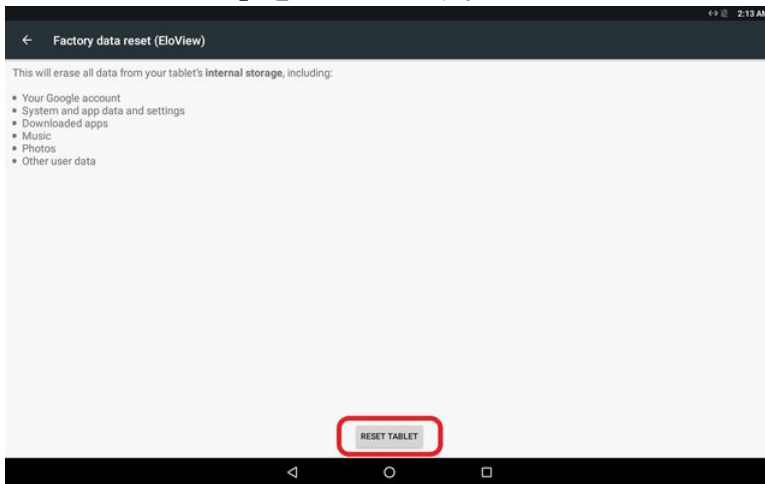 2:13 AM
Factory data reset (EloView)
This will erase all data from your tablet's internal storage, including:
• Your Google account
• System and app data and settings
• Downloaded apps
• Music
• Photos
• Other user data
RESET TABLET